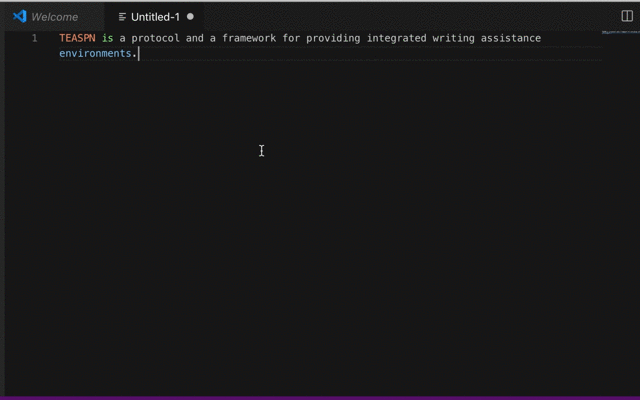 Welcome
Untitled-1
1
TEASPN is a protocol and a framework for providing integrated writing assistance
environments.